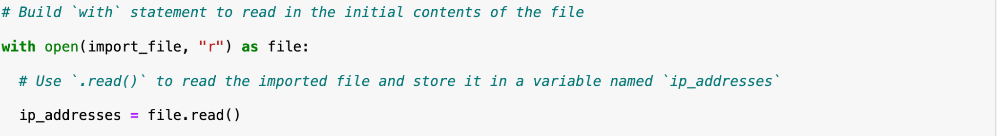 # Build `with` statement to read in the initial contents of the file
with open(import_file, "r") as file:
# Use `.read()` to read the imported file and store it in a variable named `ip_addresses`
ip_addresses = file.read()